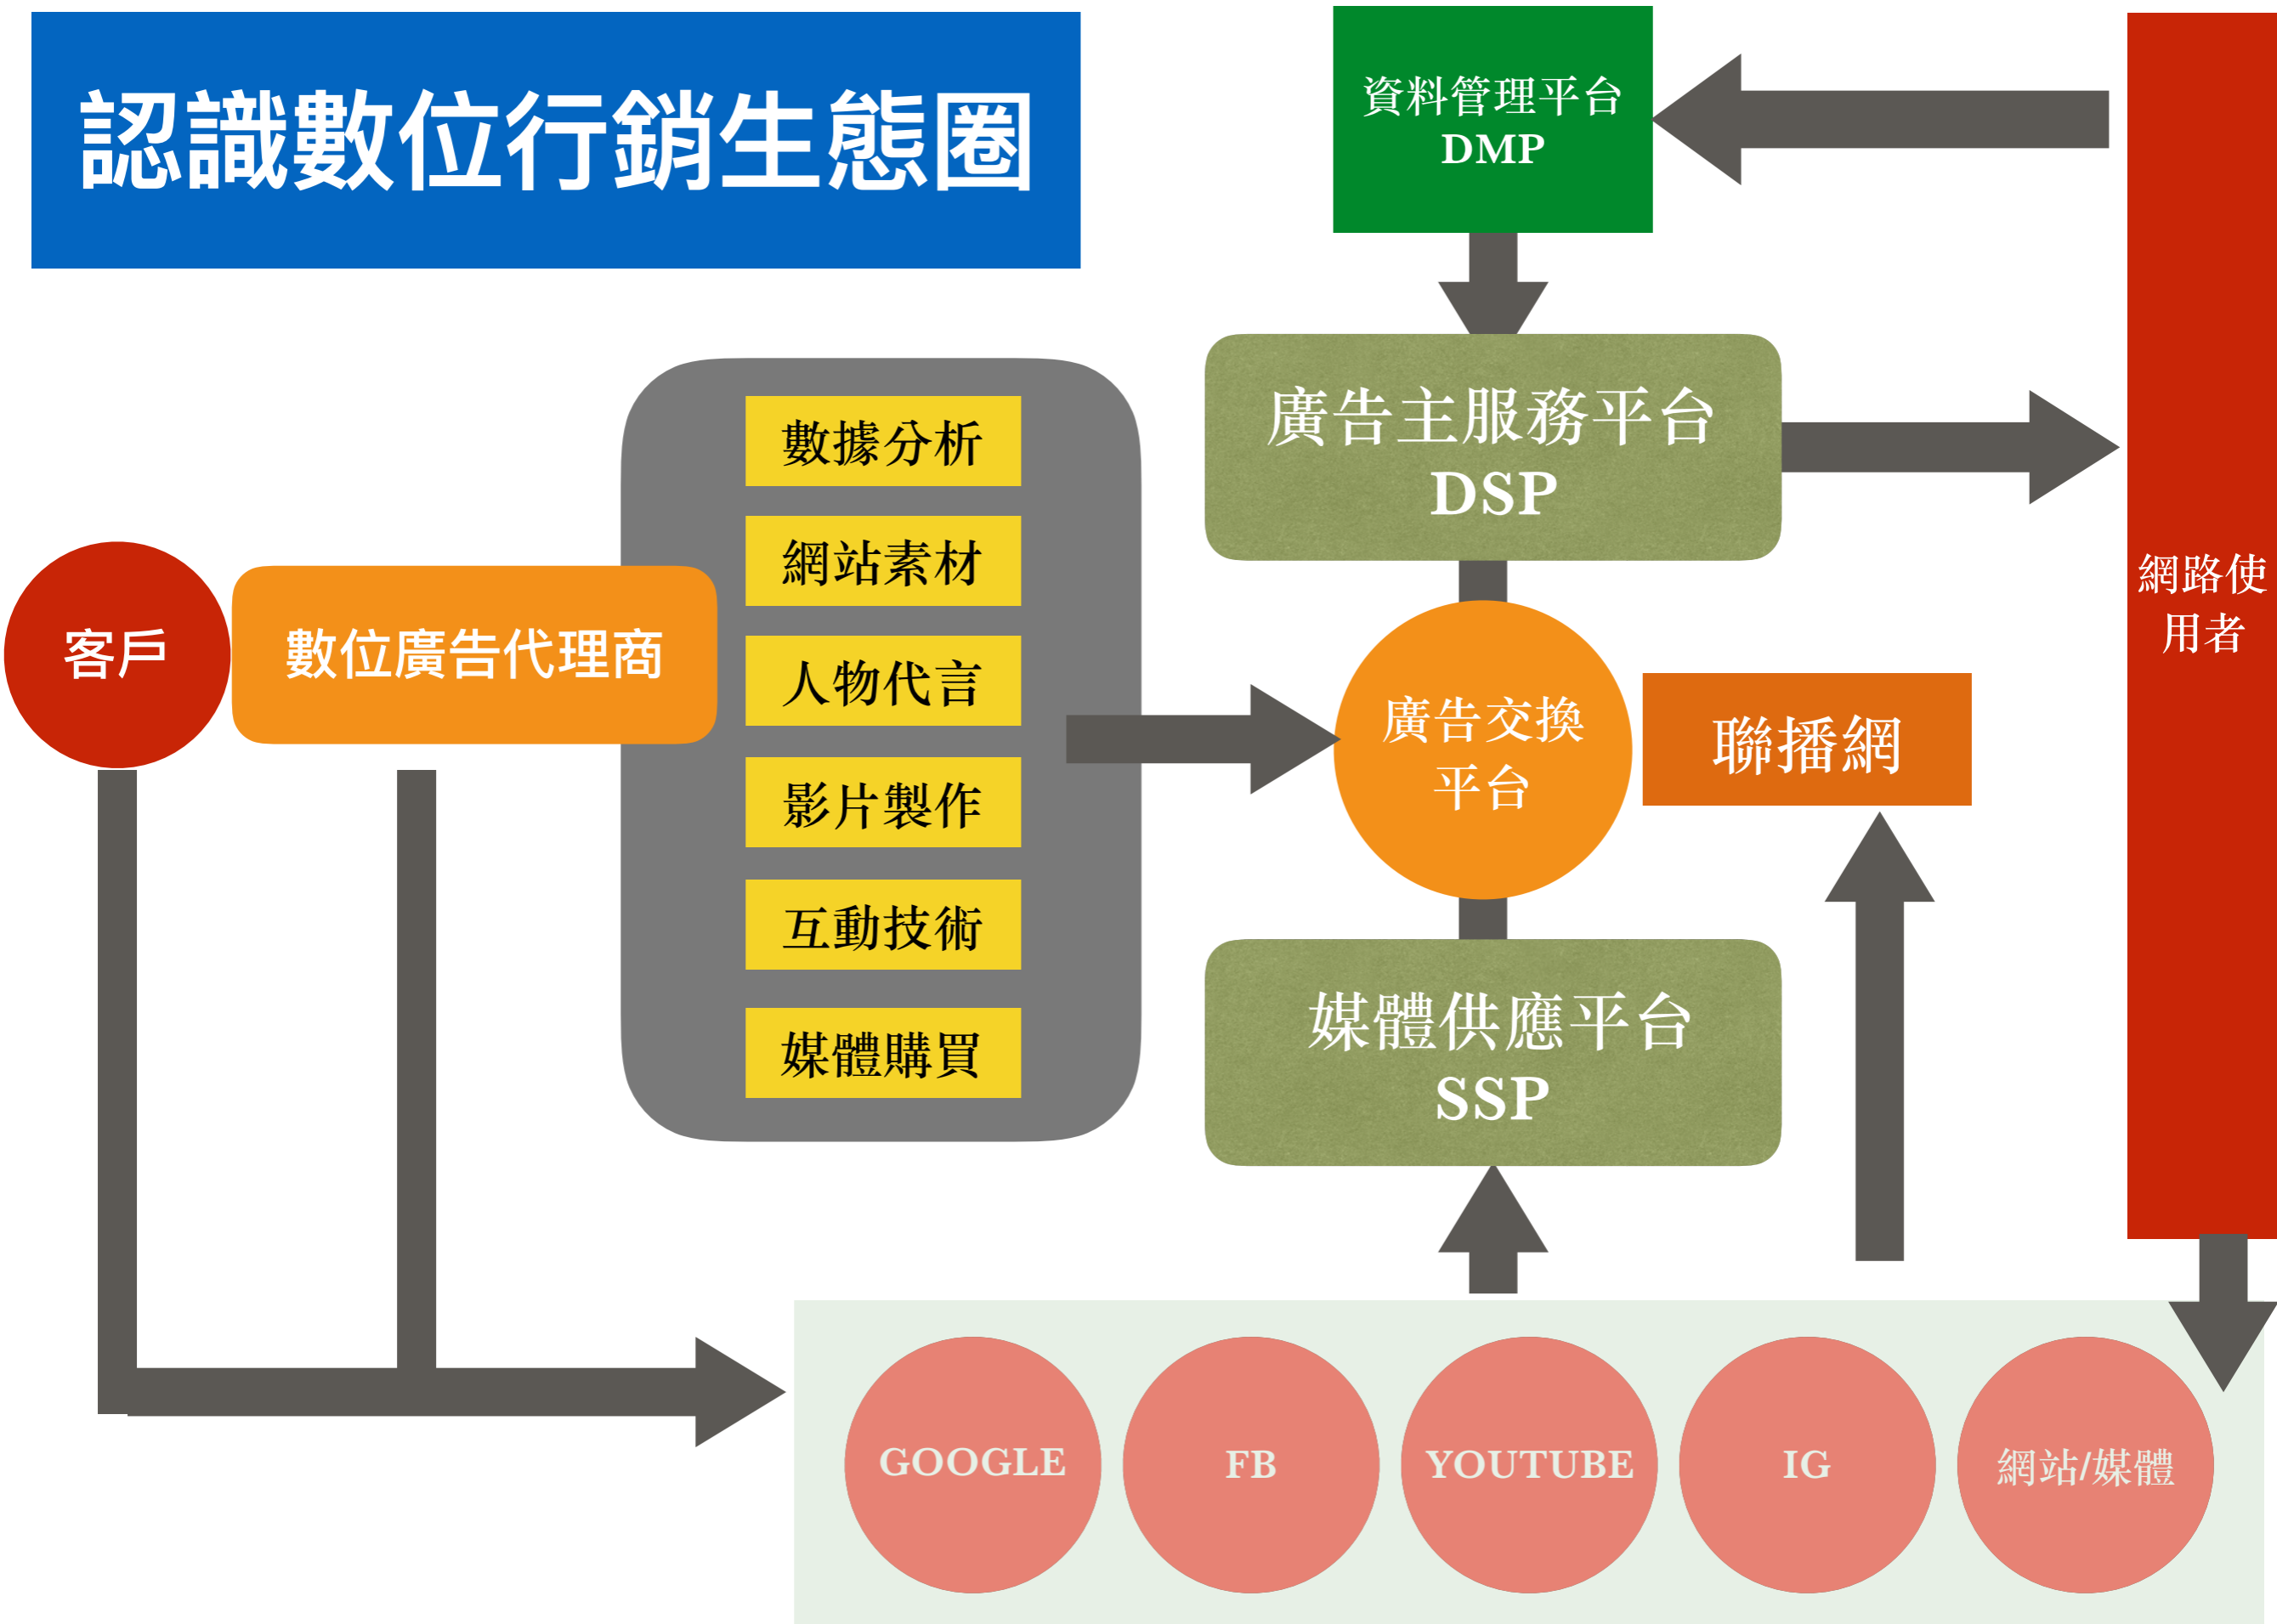 認識數位行銷生態圈
資料管理平台
DMP
廣告主服務平台
DSP
數據分析
網站素材
人物代言
影片製作
互動技術
媒體購買
客戶
數位廣告代理商
網路使
用者
廣告交換
平台
聯播網
媒體供應平台
SSP
GOOGLE
FB
YOUTUBE
IG
網站/媒體